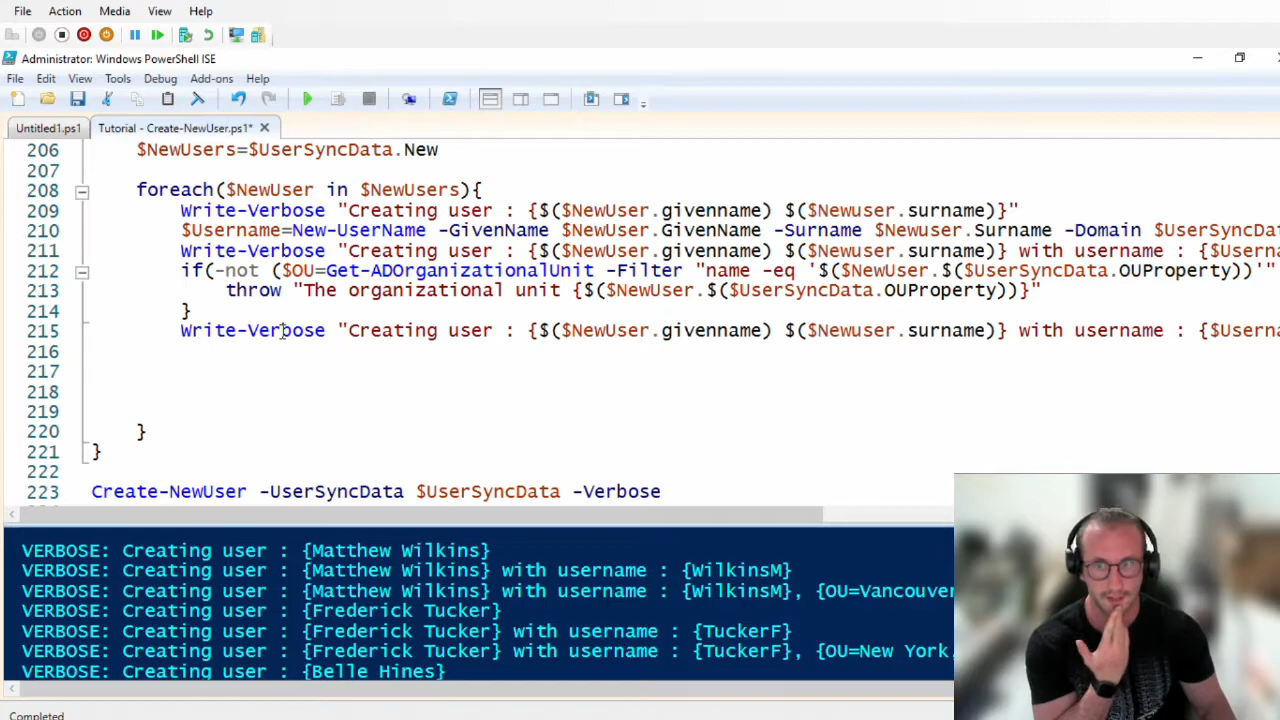 File Action Media View Help
Administrator: Windows PowerShell ISE
File Edit View Tools Debug Add-ons Help
Untitled1.ps1 Tutorial - Create-NewUser.ps1*
206 $NewUsers=$UserSyncData.New
207
208 foreach($NewUser in $NewUsers){
209 Write-Verbose "Creating user : {$($NewUser.givenname) $($Newuser.surname)}"
210 $Username=New-UserName -GivenName $NewUser.GivenName -Surname $Newuser.Surname -Domain $UserSyncDa
211 Write-Verbose "Creating user : {$($NewUser.givenname) $($Newuser.surname)} with username : {$Userna
212 if(-not ($OU=Get-ADOrganizationalUnit -Filter "name -eq '$($NewUser.$($UserSyncData.OUProperty))'"
213 throw "The organizational unit {$($NewUser.$($UserSyncData.OUProperty))}"
214 }
215 Write-Verbose "Creating user : {$($NewUser.givenname) $($Newuser.surname)} with username : {$Userna
216
217
218
219
220 }
221 }
222
223 Create-NewUser -UserSyncData $UserSyncData -Verbose
VERBOSE: Creating user : {Matthew Wilkins}
VERBOSE: Creating user : {Matthew Wilkins} with username : {WilkinsM}
VERBOSE: Creating user : {Matthew Wilkins} with username : {WilkinsM}, {OU=Vancouver
VERBOSE: Creating user : {Frederick Tucker}
VERBOSE: Creating user : {Frederick Tucker} with username : {TuckerF}
VERBOSE: Creating user : {Frederick Tucker} with username : {TuckerF}, {OU=New York,
VERBOSE: Creating user : {Belle Hines}
Completed